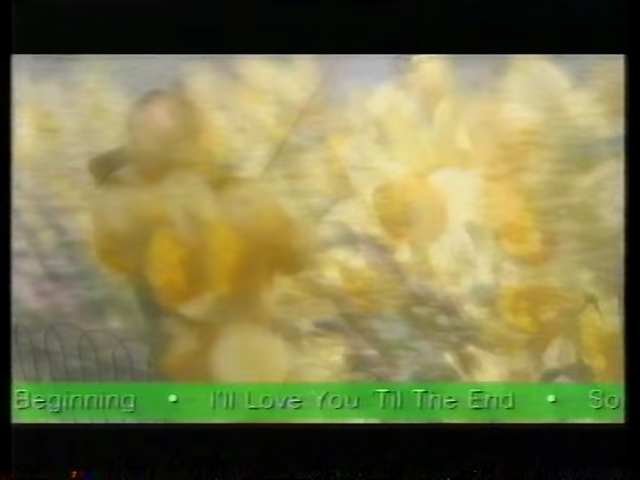 Beginning • I'll Love You 'Til The End • So